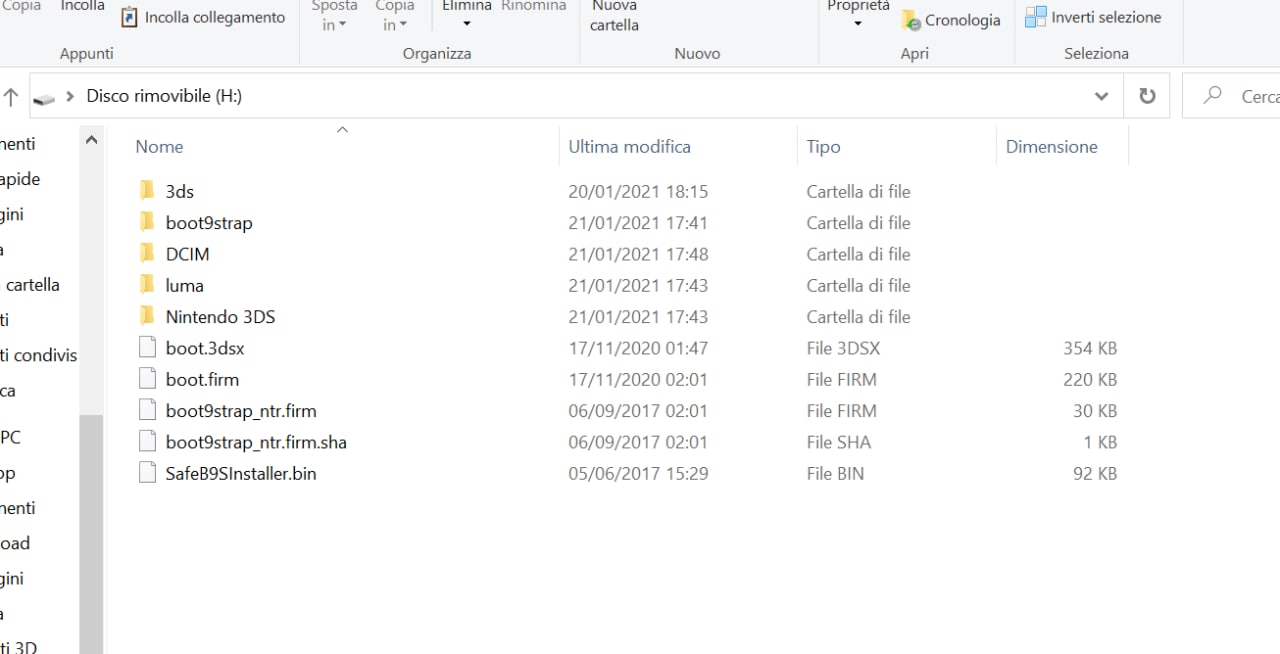 Copia
Incolla
Incolla collegamento
Sposta
in
Copia
in
Elimina
Rinomina
Nuova
cartella
Proprietà
Cronologia
Inverti selezione
Appunti
Organizza
Nuovo
Apri
Seleziona
Disco rimovibile (H:)
Cerca
Nome Ultima modifica Tipo Dimensione
3ds 20/01/2021 18:15 Cartella di file
boot9strap 21/01/2021 17:41 Cartella di file
DCIM 21/01/2021 17:48 Cartella di file
luma 21/01/2021 17:43 Cartella di file
Nintendo 3DS 21/01/2021 17:43 Cartella di file
boot.3dsx 17/11/2020 01:47 File 3DSX 354 KB
boot.firm 17/11/2020 02:01 File FIRM 220 KB
boot9strap_ntr.firm 06/09/2017 02:01 File FIRM 30 KB
boot9strap_ntr.firm.sha 06/09/2017 02:01 File SHA 1 KB
SafeB9SInstaller.bin 05/06/2017 15:29 File BIN 92 KB
menti
apide
gini
a
cartella
ti
ti condivis
ca
PC
op
menti
oad
gini
a
ti 3D